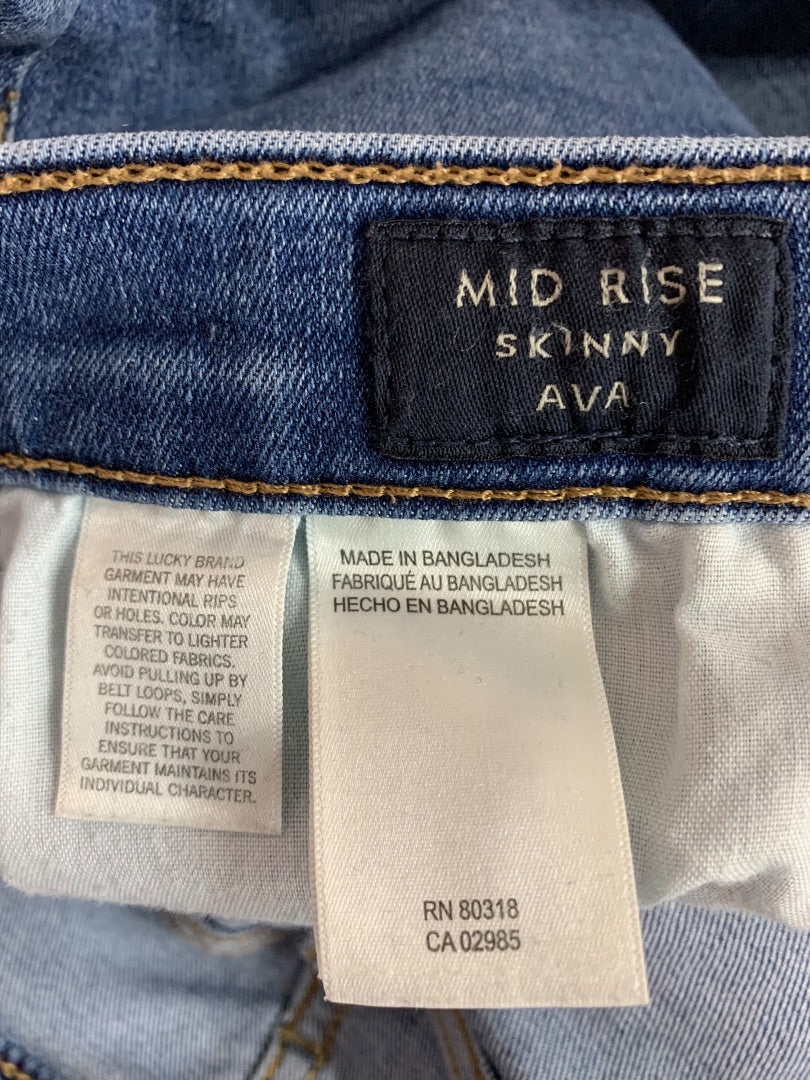 MID RISE
SKINNY
AVA
THIS LUCKY BRAND
GARMENT MAY HAVE
INTENTIONAL RIPS
OR HOLES. COLOR MAY
TRANSFER TO LIGHTER
COLORED FABRICS.
AVOID PULLING UP BY
BELT LOOPS, SIMPLY
FOLLOW THE CARE
INSTRUCTIONS TO
ENSURE THAT YOUR
GARMENT MAINTAINS ITS
INDIVIDUAL CHARACTER.
MADE IN BANGLADESH
FABRIQUÉ AU BANGLADESH
HECHO EN BANGLADESH
RN 80318
CA 02985